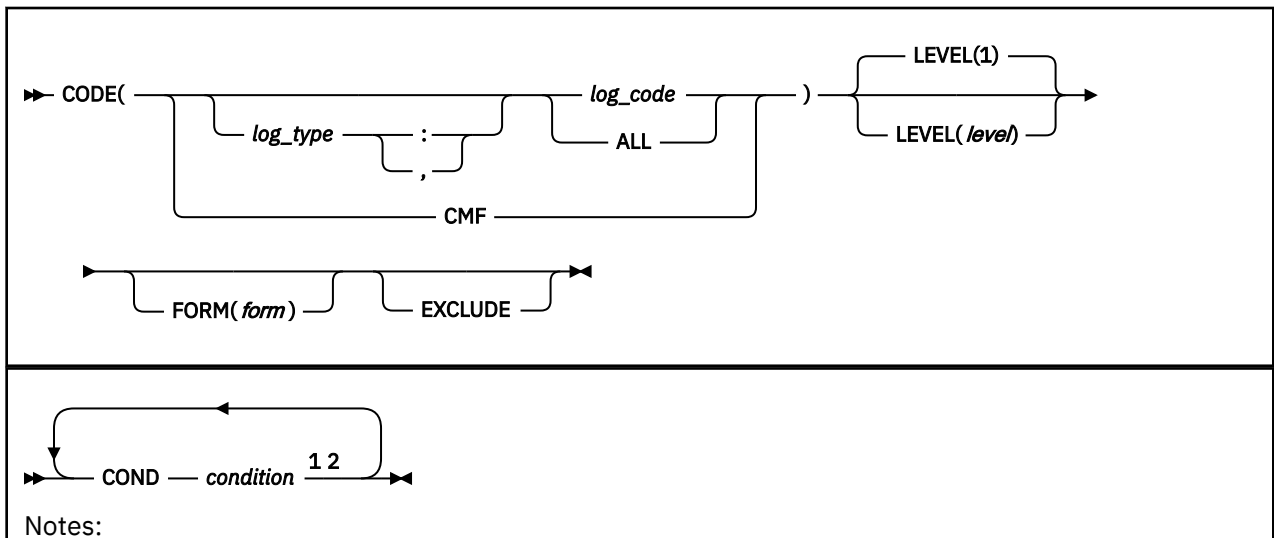 LEVEL(1)
CODE( log_code )
log_type : ALL LEVEL(level)
,
CMF
FORM(form) EXCLUDE
COND condition 1 2
Notes: